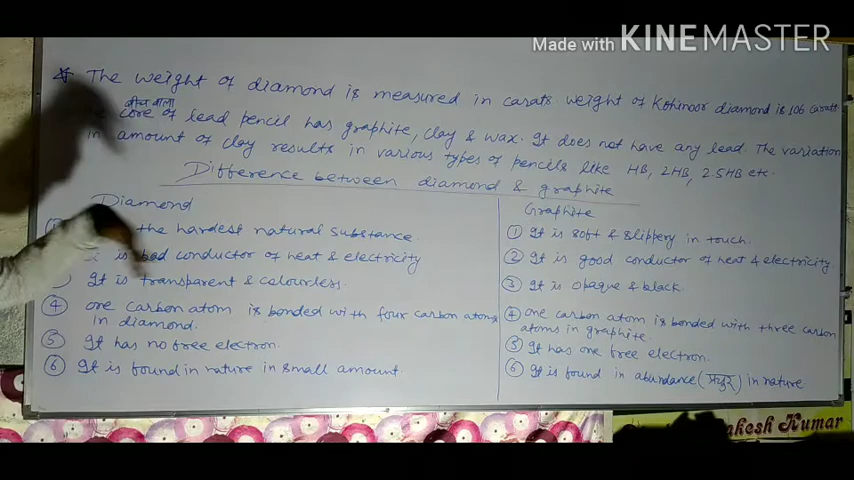 Made with KINEMASTER
The weight of diamond is measured in carats weight of Kohinoor diamond is 106 caratt.
बीच वाला
core of lead pencil has graphite, clay & wax. It does not have any lead. The variation
in amount of clay results in various types of pencils like HB, 2HB, 2.5HB etc.
Difference between diamond & graphite
Diamond
the hardest natural substance.
is bad conductor of heat & electricity
It is transparent & colourless.
④ one carbon atom is bonded with four carbon atoms
in diamond.
⑤ It has no free electron.
⑥ It is found in nature in small amount.
Graphite
① It is soft & slippery in touch.
② It is good conductor of heat & electricity.
③ It is opaque & black.
④ one carbon atom is bonded with three carbon
atoms in graphite.
⑤ It has one free electron.
⑥ It is found in abundance (प्रचुर) in nature
akesh Kumar